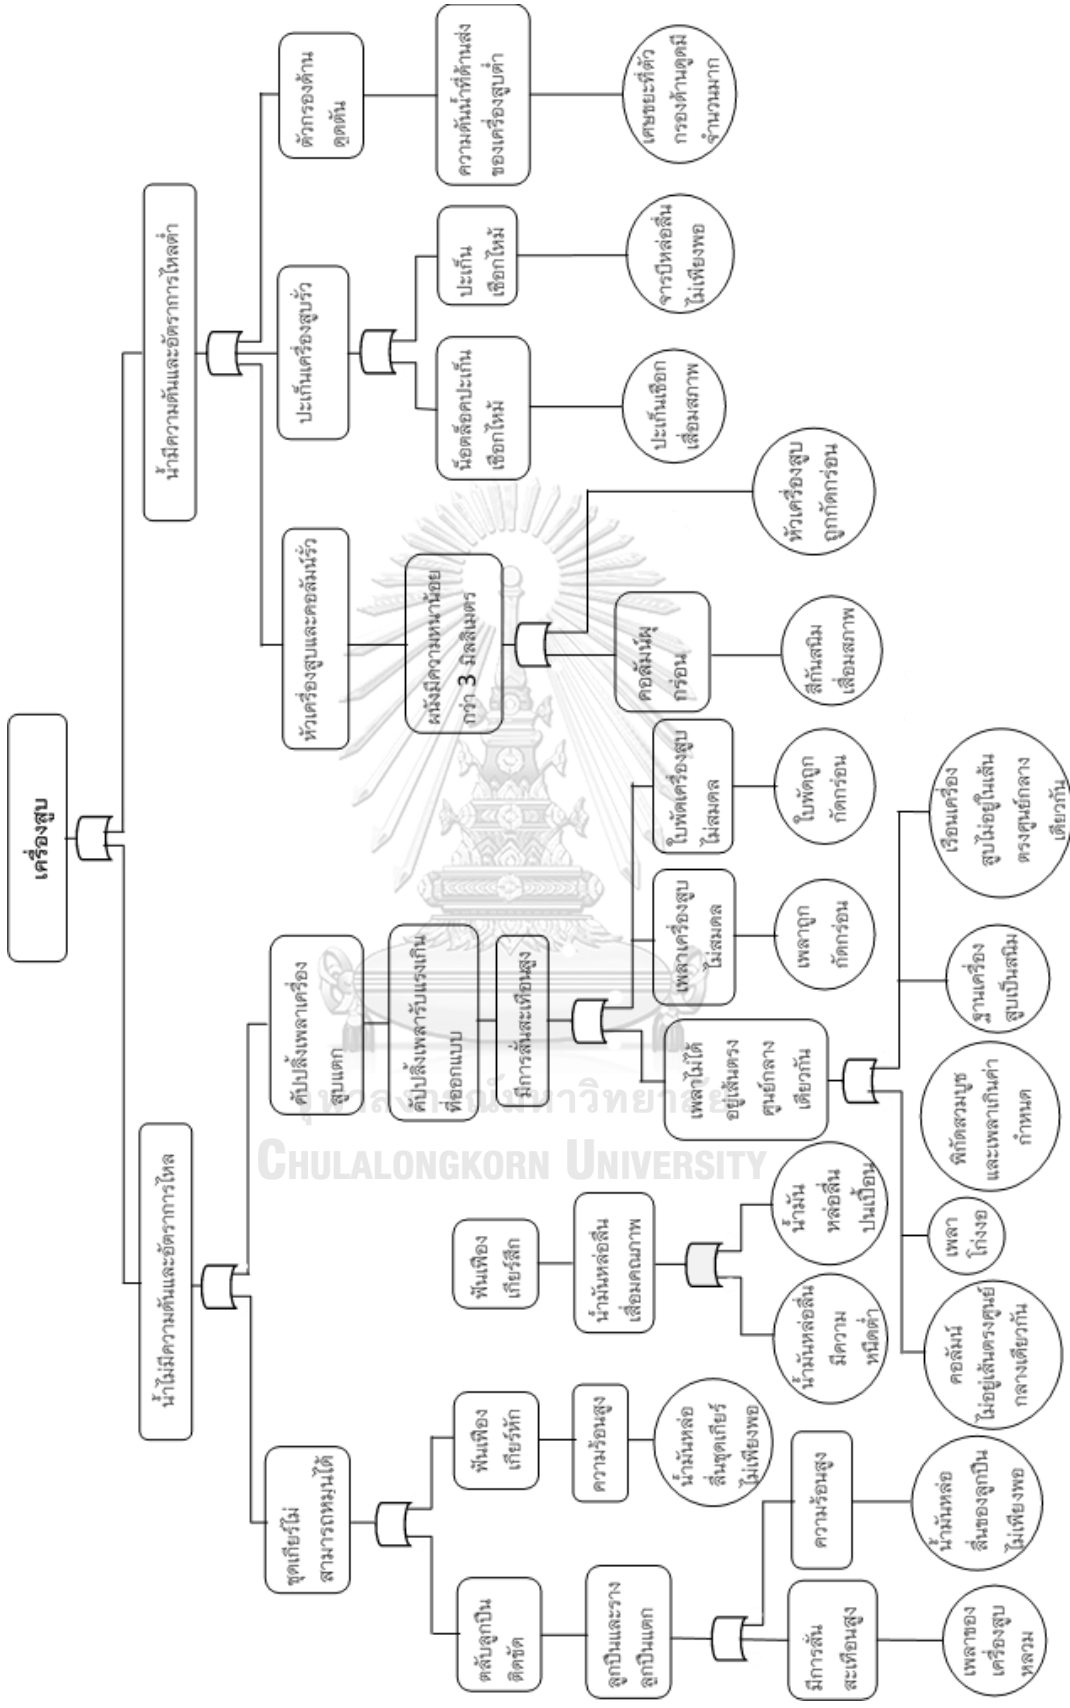 เครื่องสูบ
น้ำไม่มีความดันและอัตราการไหล
น้ำมีความดันและอัตราการไหลต่ำ
ชุดเกียร์ไม่
สามารถหมุนได้
คัปปลิ้งเพลาเครื่อง
สูบแตก
หัวเครื่องสูบและคอลัมน์รั่ว
ปะเก็นเครื่องสูบรั่ว
ตัวกรองด้าน
ดูดตัน
ตลับลูกปืน
ติดขัด
ฟันเฟือง
เกียร์หัก
ฟันเฟือง
เกียร์สึก
คัปปลิ้งเพลารับแรงเกิน
ที่ออกแบบ
ผนังมีความหนาน้อย
กว่า 3 มิลลิเมตร
น็อตล็อคปะเก็น
เชือกไหม้
ปะเก็น
เชือกไหม้
ความดันน้ำที่ด้านส่ง
ของเครื่องสูบต่ำ
ลูกปืนและราง
ลูกปืนแตก
ความร้อนสูง
น้ำมันหล่อลื่น
เสื่อมคุณภาพ
มีการสั่นสะเทือนสูง
คอลัมน์ผุ
กร่อน
หัวเครื่องสูบ
ถูกกัดกร่อน
ปะเก็นเชือก
เสื่อมสภาพ
จารบีหล่อลื่น
ไม่เพียงพอ
เศษขยะที่ตัว
กรองด้านดูดมี
จำนวนมาก
น้ำมันหล่อ
ลื่นชุดเกียร์
ไม่เพียงพอ
เพลาไม่ได้
อยู่เส้นตรง
ศูนย์กลาง
เดียวกัน
เพลาเครื่องสูบ
ไม่สมดุล
ใบพัดเครื่องสูบ
ไม่สมดุล
สีกันสนิม
เสื่อมสภาพ
มีการสั่น
สะเทือนสูง
ความร้อนสูง
น้ำมันหล่อลื่น
มีความ
หนืดต่ำ
น้ำมัน
หล่อลื่น
ปนเปื้อน
เพลาถูก
กัดกร่อน
ใบพัดถูก
กัดกร่อน
เพลาของ
เครื่องสูบ
หลวม
น้ำมันหล่อ
ลื่นของลูกปืน
ไม่เพียงพอ
คอลัมน์
ไม่อยู่เส้นตรงศูนย์
กลางเดียวกัน
เพลา
โก่งงอ
พิกัดสวมบูช
และเพลาเกินค่า
กำหนด
ฐานเครื่อง
สูบเป็นสนิม
เรือนเครื่อง
สูบไม่อยู่ในเส้น
ตรงศูนย์กลาง
เดียวกัน
จุฬาลงกรณ์มหาวิทยาลัย
CHULALONGKORN UNIVERSITY